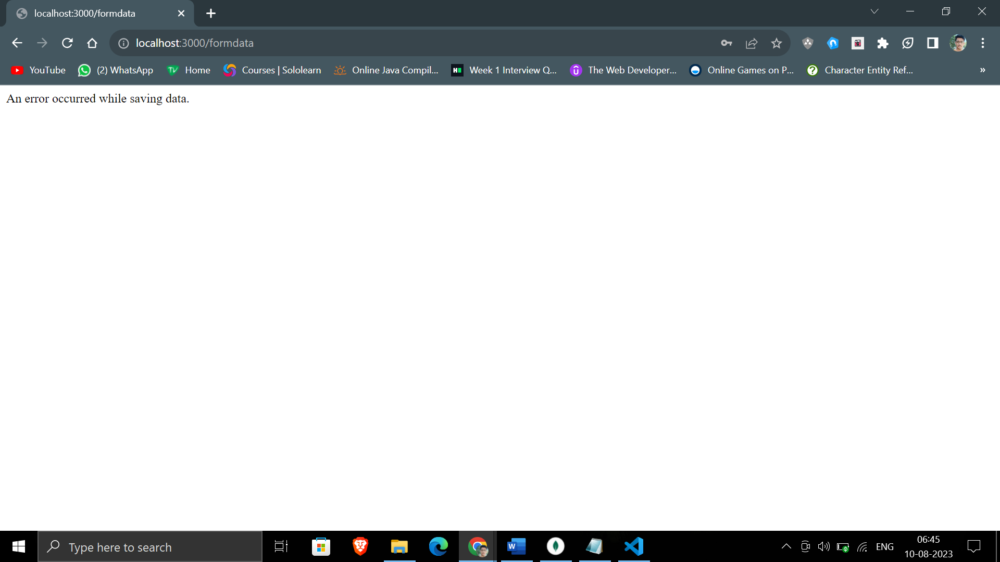 localhost:3000/formdata
localhost:3000/formdata
YouTube (2) WhatsApp Home Courses | Sololearn Online Java Compil... Week 1 Interview Q... The Web Developer... Online Games on P... Character Entity Ref... »
An error occurred while saving data.
Type here to search
ENG
06:45
10-08-2023